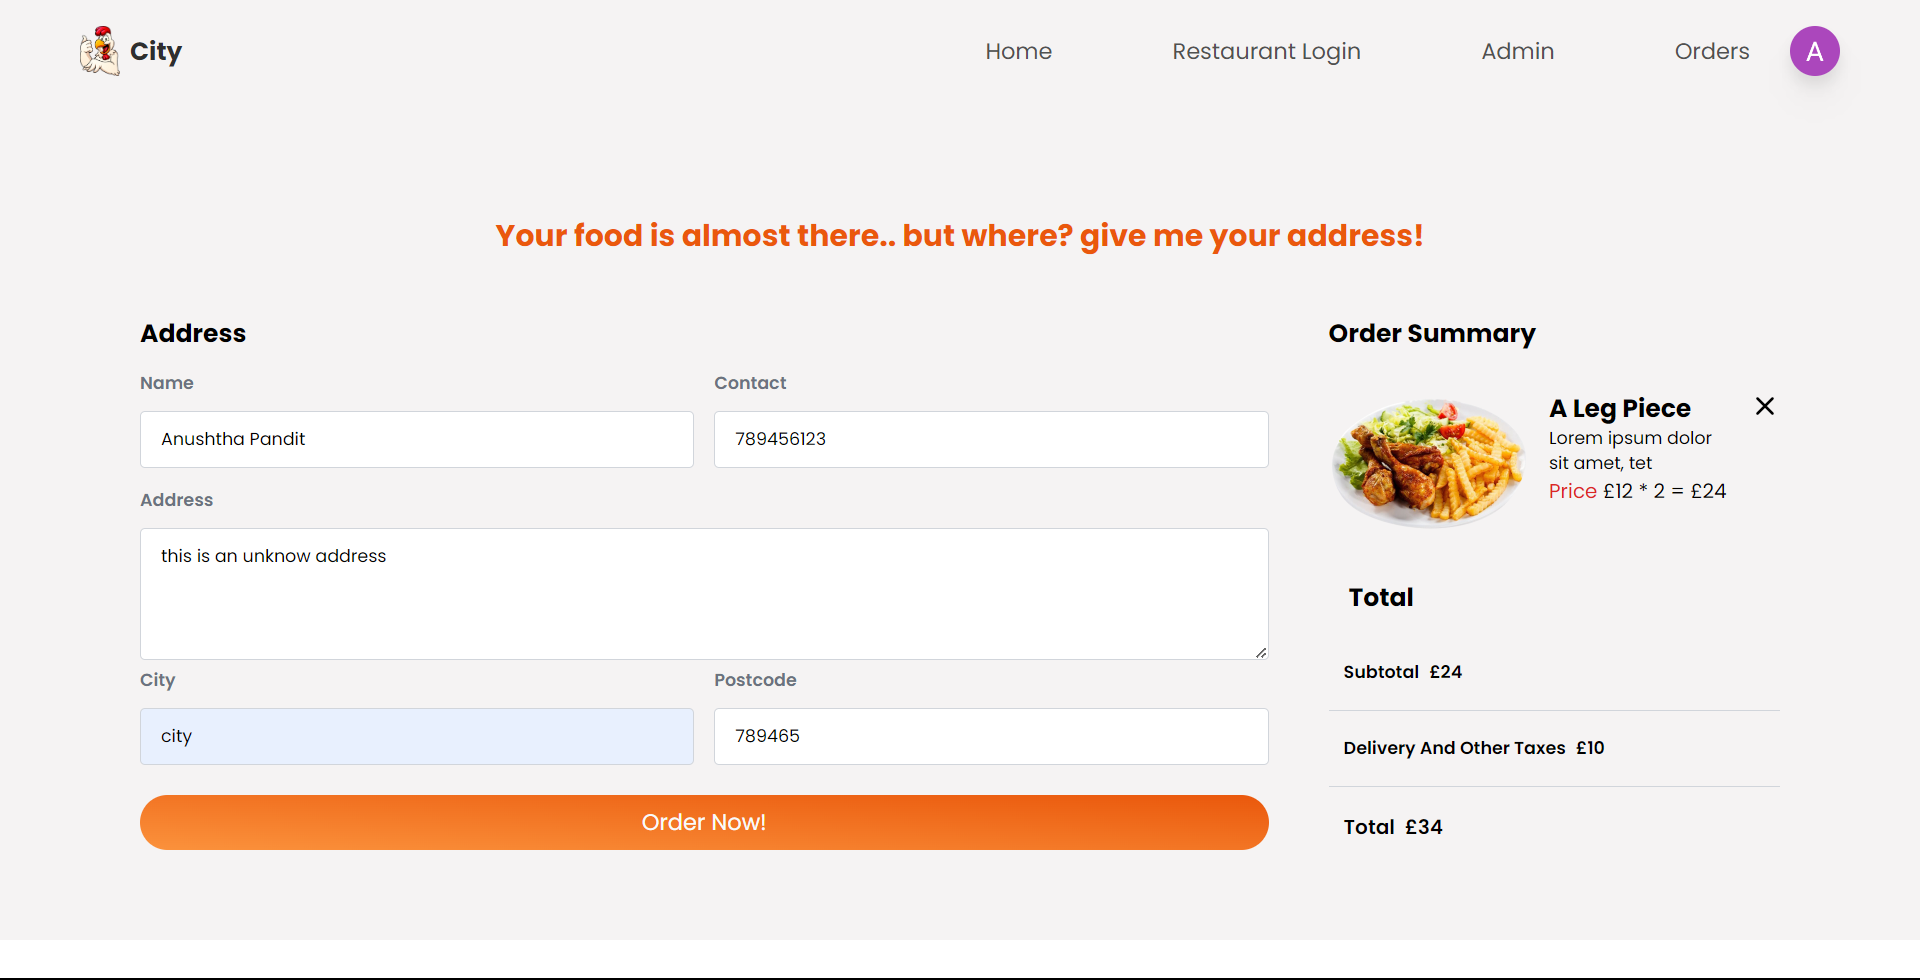 City
Home
Restaurant Login
Admin
Orders
A
Your food is almost there.. but where? give me your address!
Address
Name
Contact
Anushtha Pandit
789456123
Address
this is an unknow address
City
Postcode
city
789465
Order Now!
Order Summary
A Leg Piece
Lorem ipsum dolor
sit amet, tet
Price £12 * 2 = £24
Total
Subtotal £24
Delivery And Other Taxes £10
Total £34